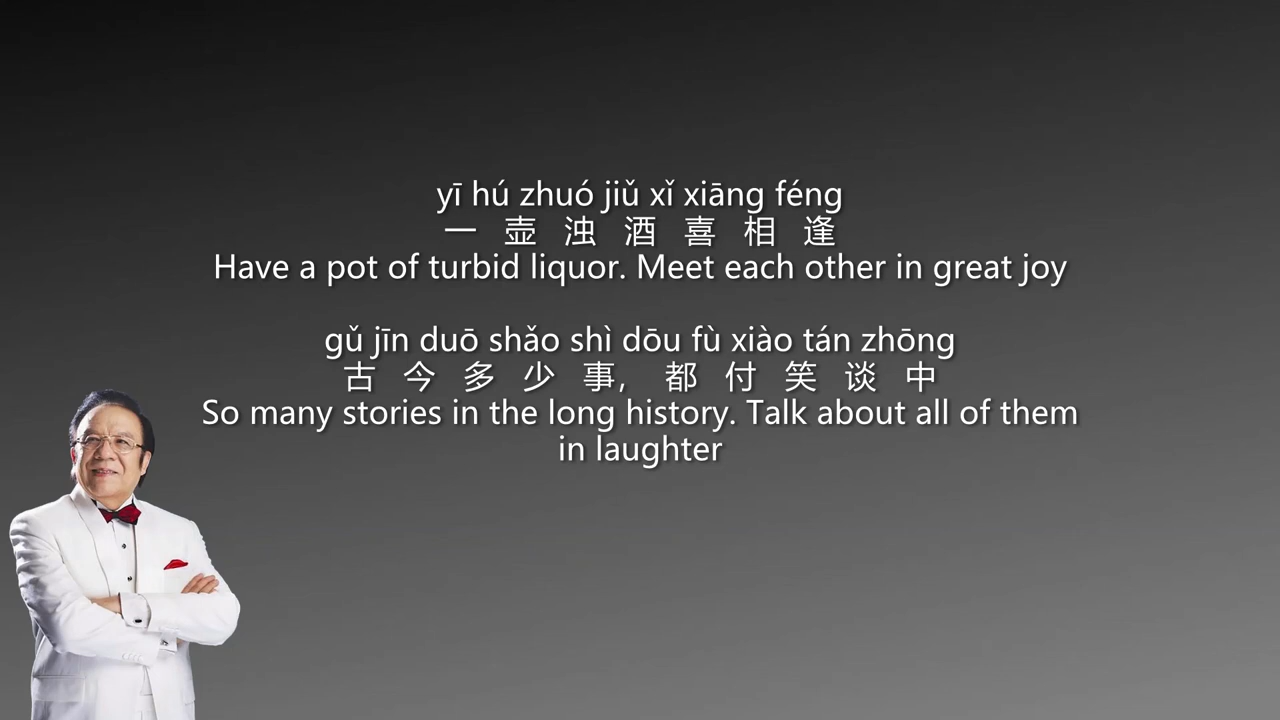 yī hú zhuó jiǔ xǐ xiāng féng
一 壶 浊 酒 喜 相 逢
Have a pot of turbid liquor. Meet each other in great joy
gǔ jīn duō shǎo shì dōu fù xiào tán zhōng
古 今 多 少 事, 都 付 笑 谈 中
So many stories in the long history. Talk about all of them
in laughter